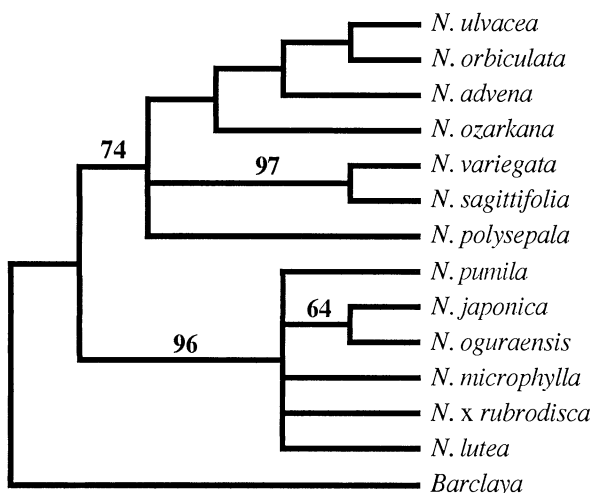 N. ulvacea
N. orbiculata
N. advena
N. ozarkana
74
97
N. variegata
N. sagittifolia
N. polysepala
N. pumila
64
N. japonica
N. oguraensis
96
N. microphylla
N. x rubrodisca
N. lutea
Barclaya